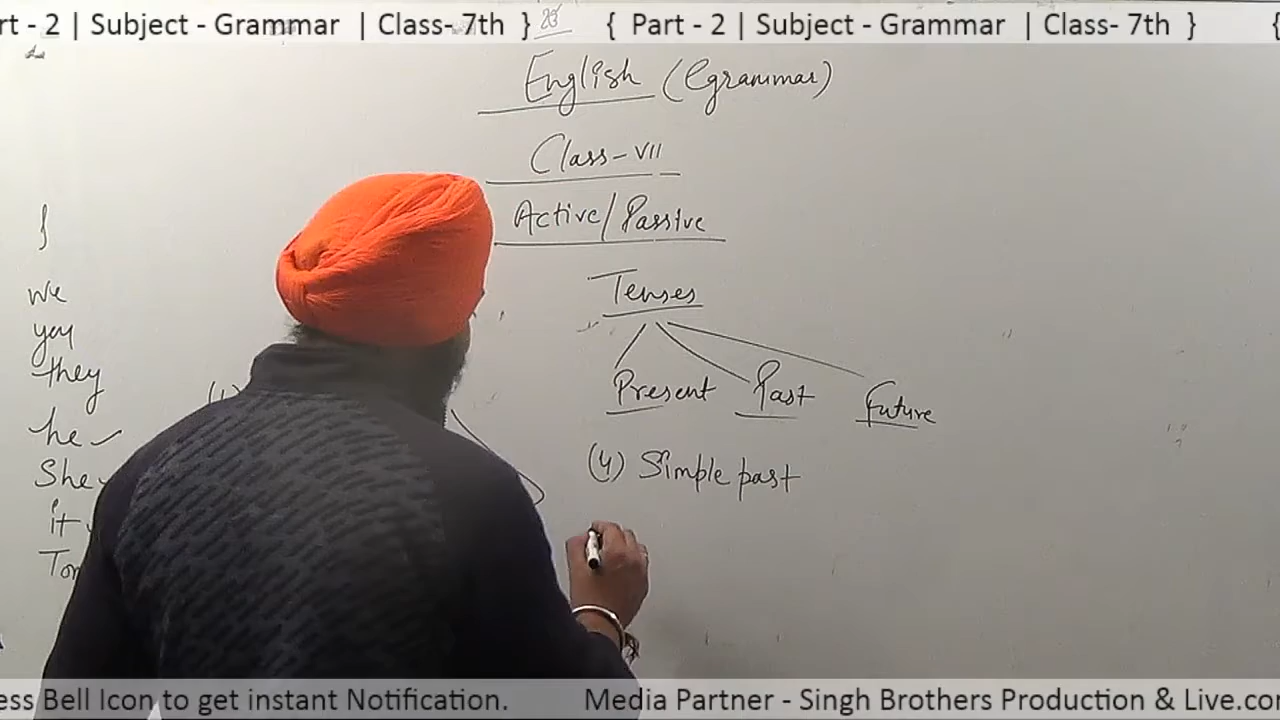 rt - 2 | Subject - Grammar | Class- 7th } { Part - 2 | Subject - Grammar | Class- 7th } {
English (Grammar)
Class-VII
Active/Passive
Tenses
Present Past Future
(4) Simple past
I
we
you
they
he
She
it
(1)
ess Bell Icon to get instant Notification. Media Partner - Singh Brothers Production & Live.co